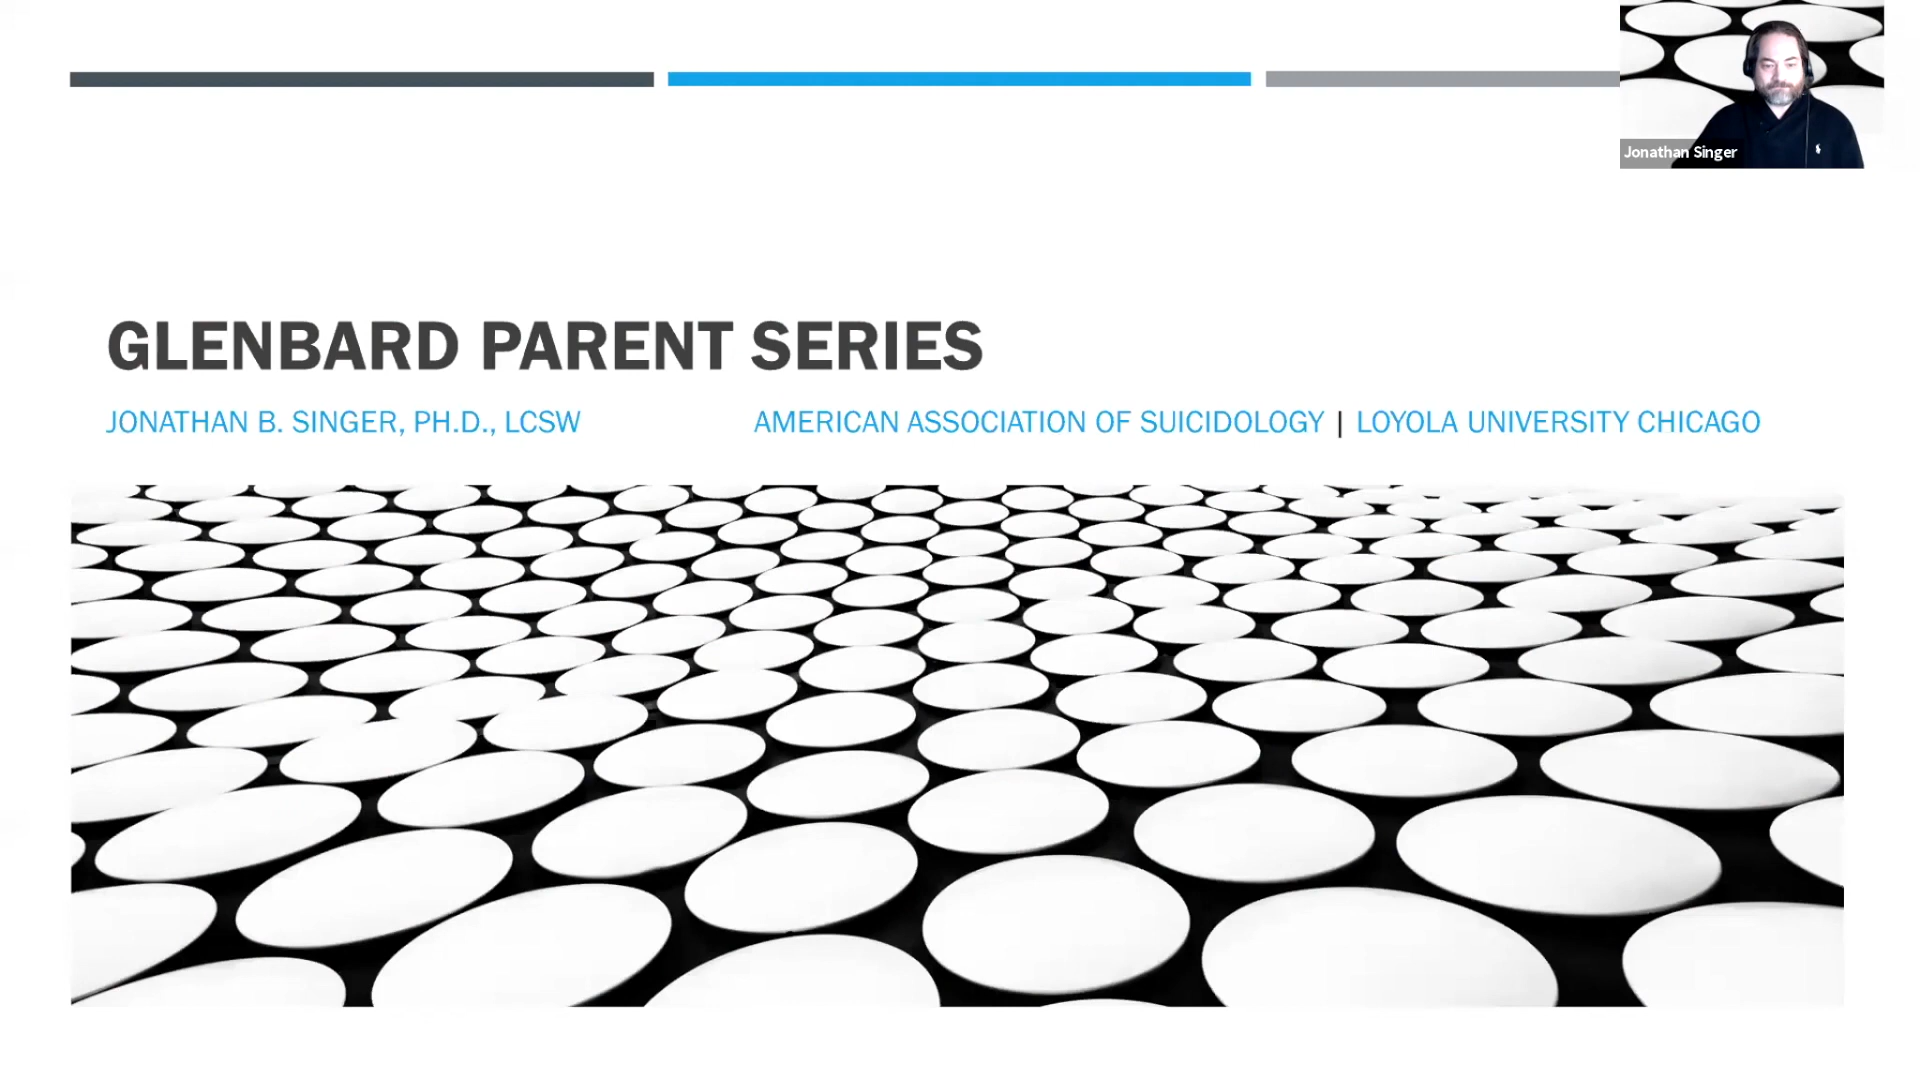 Jonathan Singer
GLENBARD PARENT SERIES
JONATHAN B. SINGER, PH.D., LCSW
AMERICAN ASSOCIATION OF SUICIDOLOGY | LOYOLA UNIVERSITY CHICAGO